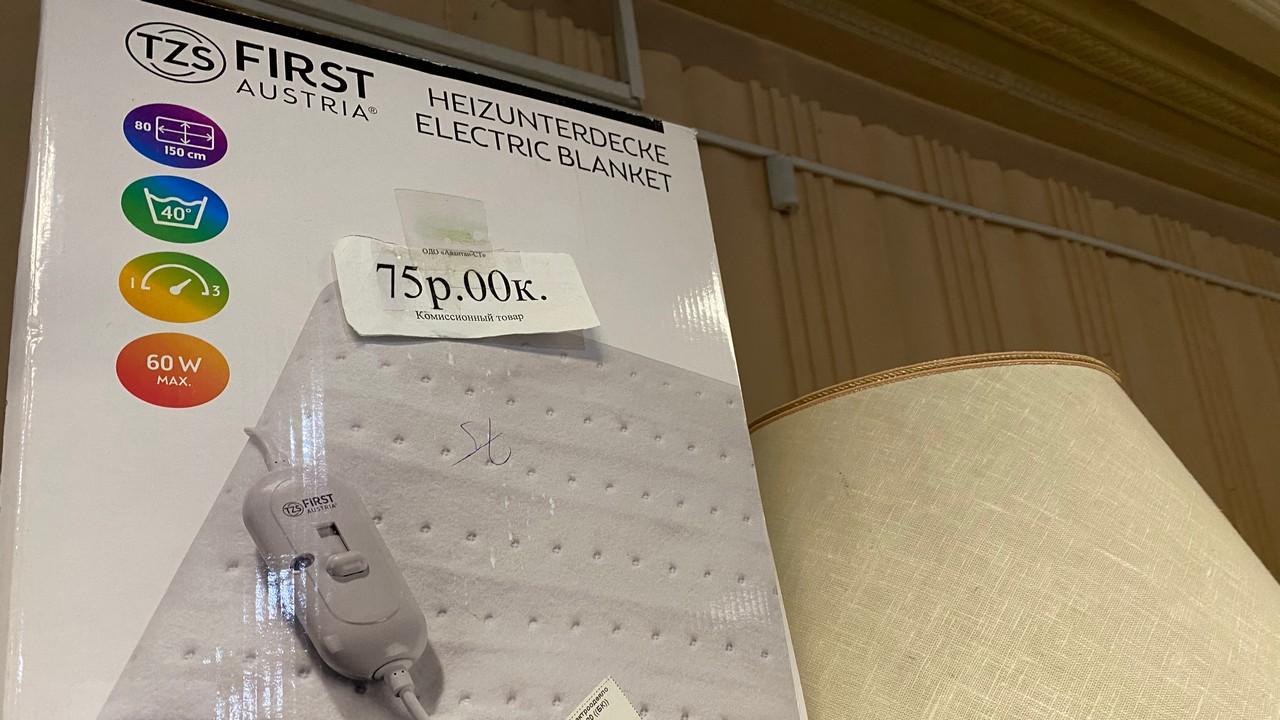 TZS FIRST
AUSTRIA®
HEIZUNTERDECKE
ELECTRIC BLANKET
80
150 cm
40°
1 3
60 W
MAX.
75р.00к.
Комиссионный товар
TZS FIRST
AUSTRIA